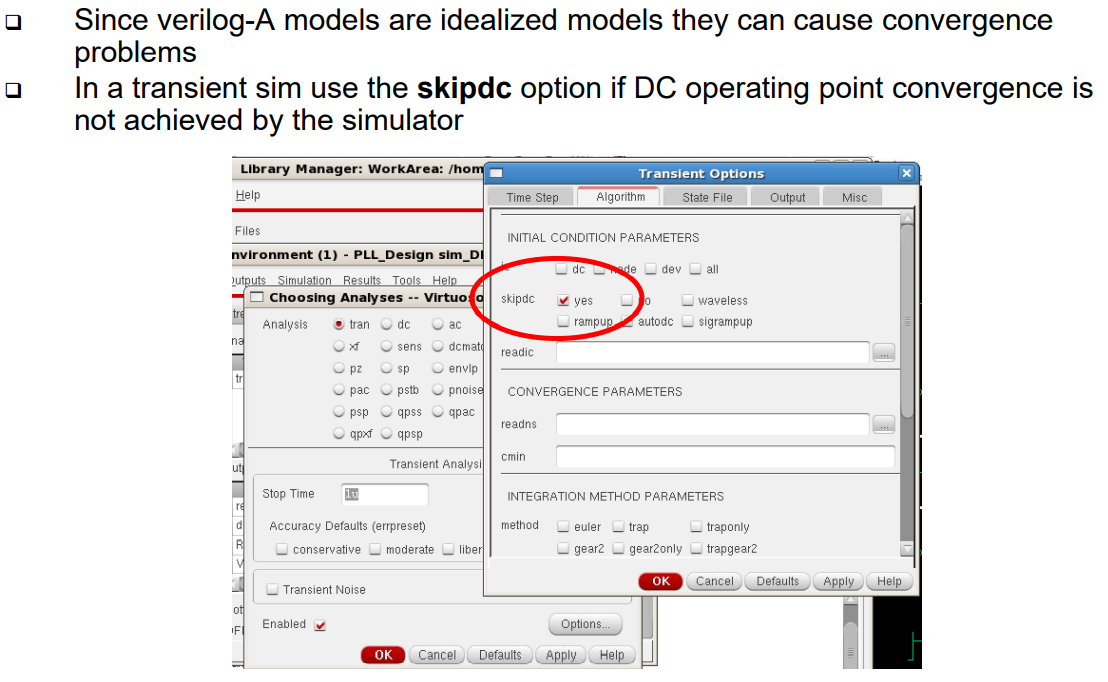 Since verilog-A models are idealized models they can cause convergence
problems
In a transient sim use the skipdc option if DC operating point convergence is
not achieved by the simulator
Library Manager: WorkArea: /hom
Help
Files
nvironment (1) - PLL_Design sim_D
utputs Simulation Results Tools Help
Choosing Analyses -- Virtuoso
Analysis tran dc ac
xf sens dcmat
pz sp envlp
pac pstb pnoise
psp qpss qpac
qpxf qpsp
Transient Analysi
Stop Time 1u
Accuracy Defaults (errpreset)
conservative moderate liber
Transient Noise
Enabled Options...
OK Cancel Defaults Apply Help
Transient Options
Time Step Algorithm State File Output Misc
INITIAL CONDITION PARAMETERS
dc node dev all
skipdc yes no waveless
rampup autodc sigrampup
readic ...
CONVERGENCE PARAMETERS
readns ...
cmin
INTEGRATION METHOD PARAMETERS
method euler trap traponly
gear2 gear2only trapgear2
OK Cancel Defaults Apply Help